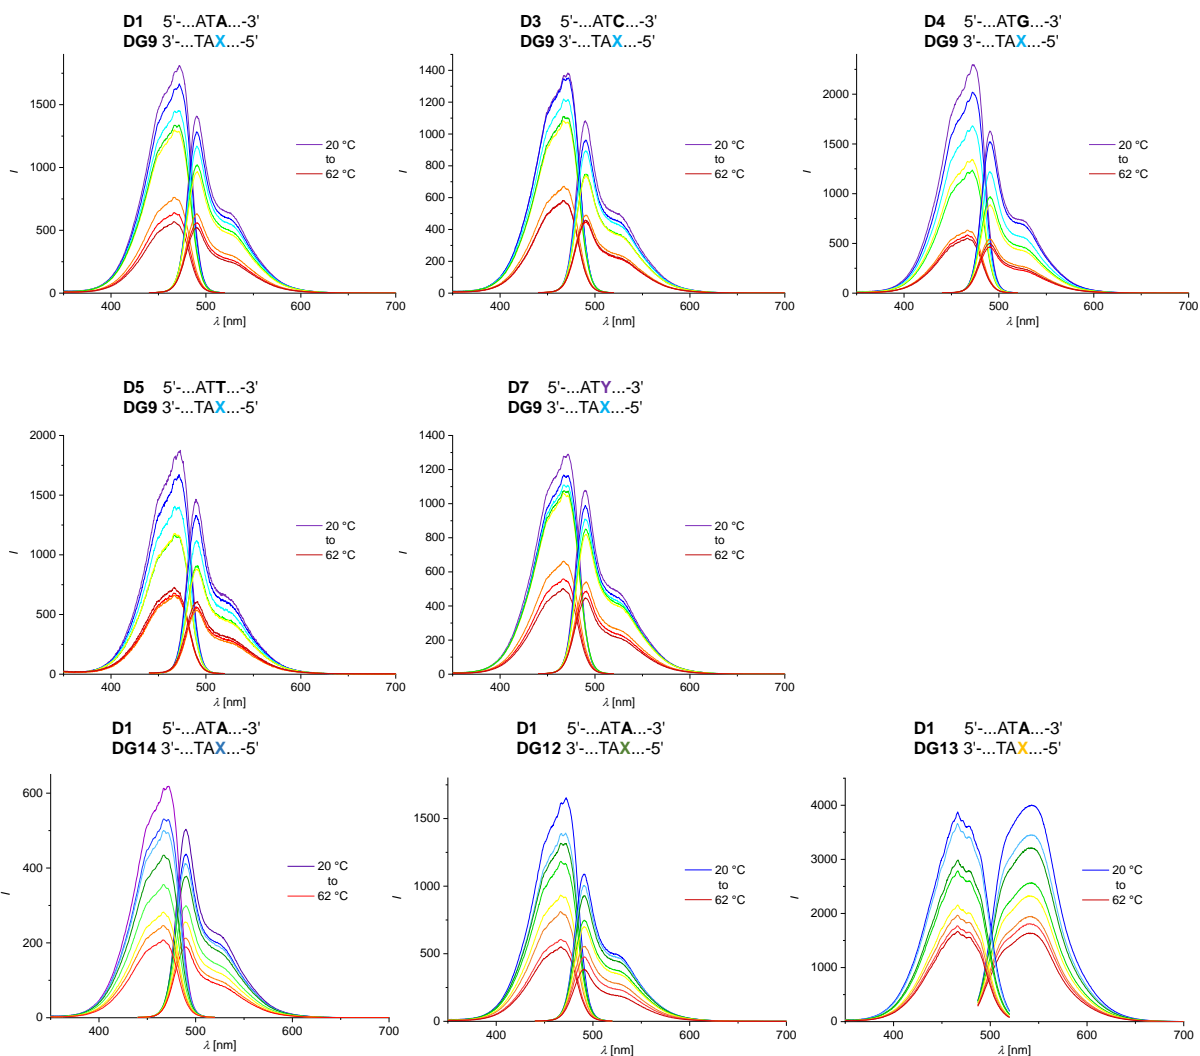 D1 5'-...ATA...-3'
DG9 3'-...TAX...-5'
1500
1000
500
0
I
400 500 600 700
λ [nm]
20 °C
to
62 °C
D3 5'-...ATC...-3'
DG9 3'-...TAX...-5'
1400
1200
1000
800
600
400
200
0
I
400 500 600 700
λ [nm]
20 °C
to
62 °C
D4 5'-...ATG...-3'
DG9 3'-...TAX...-5'
2000
1500
1000
500
0
I
400 500 600 700
λ [nm]
20 °C
to
62 °C
D5 5'-...ATT...-3'
DG9 3'-...TAX...-5'
2000
1500
1000
500
0
I
400 500 600 700
λ [nm]
20 °C
to
62 °C
D7 5'-...ATY...-3'
DG9 3'-...TAX...-5'
1400
1200
1000
800
600
400
200
0
I
400 500 600 700
λ [nm]
20 °C
to
62 °C
D1 5'-...ATA...-3'
DG14 3'-...TAX...-5'
600
400
200
0
I
400 500 600 700
λ [nm]
20 °C
to
62 °C
D1 5'-...ATA...-3'
DG12 3'-...TAX...-5'
1500
1000
500
0
I
400 500 600 700
λ [nm]
20 °C
to
62 °C
D1 5'-...ATA...-3'
DG13 3'-...TAX...-5'
4000
3000
2000
1000
0
I
400 500 600 700
λ [nm]
20 °C
to
62 °C